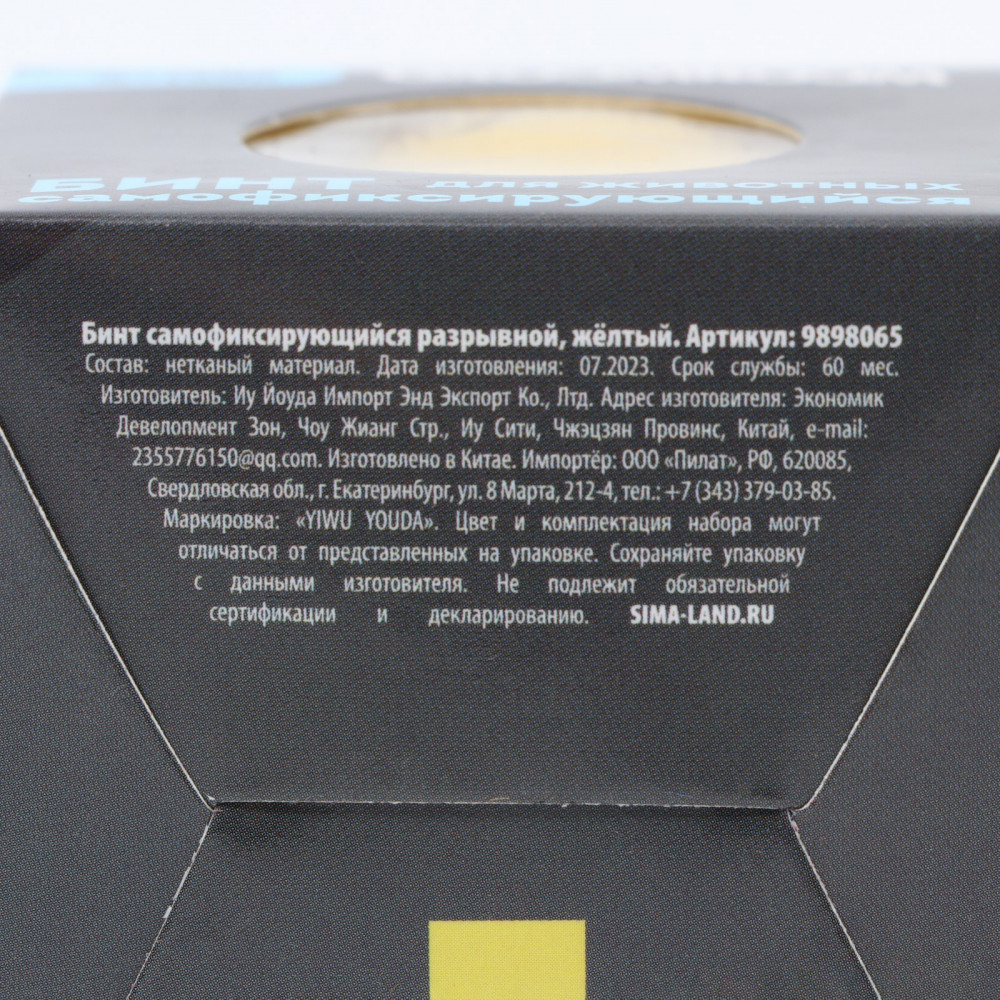 БИНТ для животных
самофиксирующийся
Бинт самофиксирующийся разрывной, жёлтый. Артикул: 9898065
Состав: нетканый материал. Дата изготовления: 07.2023. Срок службы: 60 мес.
Изготовитель: Иу Йоуда Импорт Энд Экспорт Ко., Лтд. Адрес изготовителя: Экономик
Девелопмент Зон, Чоу Жианг Стр., Иу Сити, Чжэцзян Провинс, Китай, e-mail:
2355776150@qq.com. Изготовлено в Китае. Импортёр: ООО «Пилат», РФ, 620085,
Свердловская обл., г. Екатеринбург, ул. 8 Марта, 212-4, тел.: +7 (343) 379-03-85.
Маркировка: «YIWU YOUDA». Цвет и комплектация набора могут
отличаться от представленных на упаковке. Сохраняйте упаковку
с данными изготовителя. Не подлежит обязательной
сертификации и декларированию. SIMA-LAND.RU